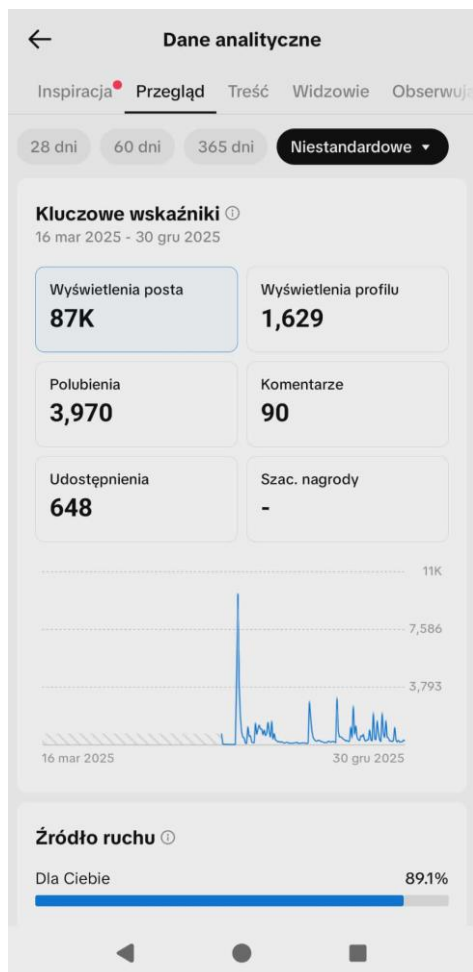 Dane analityczne
Inspiracja Przegląd Treść Widzowie Obserwują
28 dni 60 dni 365 dni Niestandardowe
Kluczowe wskaźniki
16 mar 2025 - 30 gru 2025
Wyświetlenia posta Wyświetlenia profilu
87K 1,629
Polubienia Komentarze
3,970 90
Udostępnienia Szac. nagrody
648 -
11K
7,586
3,793
16 mar 2025 30 gru 2025
Źródło ruchu
Dla Ciebie 89.1%